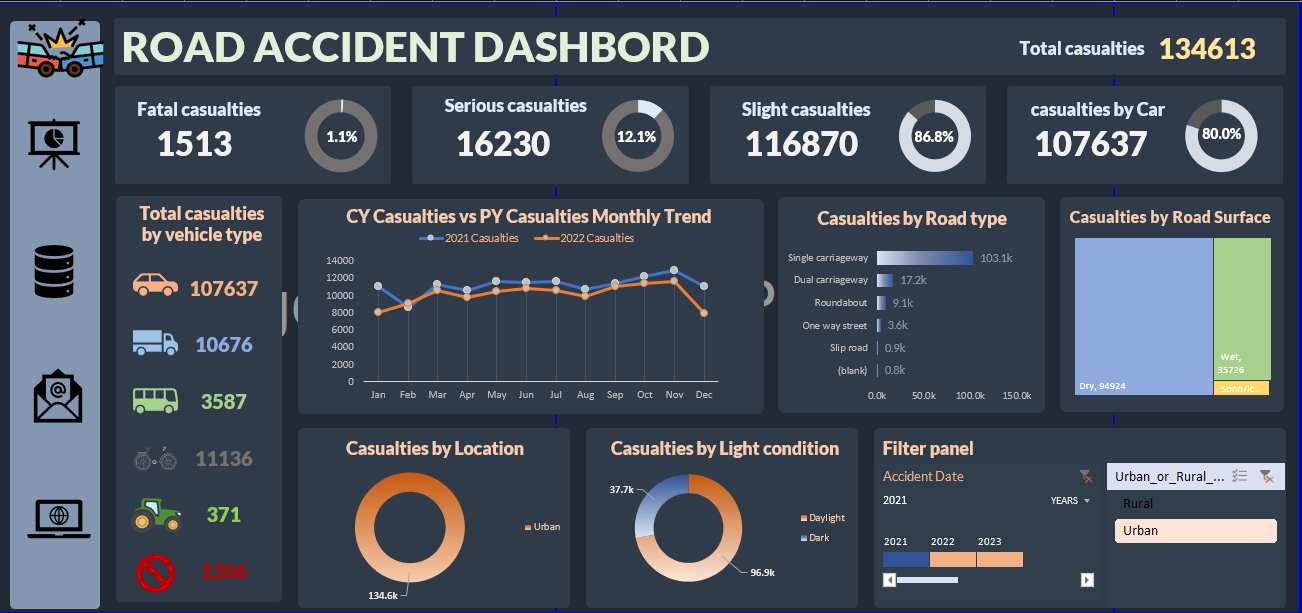 ROAD ACCIDENT DASHBORD
Total casualties 134613
Fatal casualties
1513
1.1%
Serious casualties
16230
12.1%
Slight casualties
116870
86.8%
casualties by Car
107637
80.0%
Total casualties
by vehicle type
107637
10676
3587
11136
371
1206
CY Casualties vs PY Casualties Monthly Trend
2021 Casualties 2022 Casualties
14000
12000
10000
8000
6000
4000
2000
0
Jan Feb Mar Apr May Jun Jul Aug Sep Oct Nov Dec
Casualties by Road type
Single carriageway 103.1k
Dual carriageway 17.2k
Roundabout 9.1k
One way street 3.6k
Slip road 0.9k
(blank) 0.8k
0.0k 50.0k 100.0k 150.0k
Casualties by Road Surface
Dry, 94924
Wet,
35726
Casualties by Location
Urban
134.6k
Casualties by Light condition
37.7k
Daylight
Dark
96.9k
Filter panel
Accident Date
2021 YEARS
2021 2022 2023
Urban_or_Rural_...
Rural
Urban